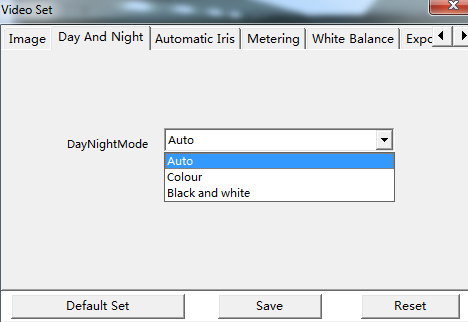 Video Set
Image Day And Night Automatic Iris Metering White Balance Expo
DayNightMode Auto
Auto
Colour
Black and white
Default Set Save Reset